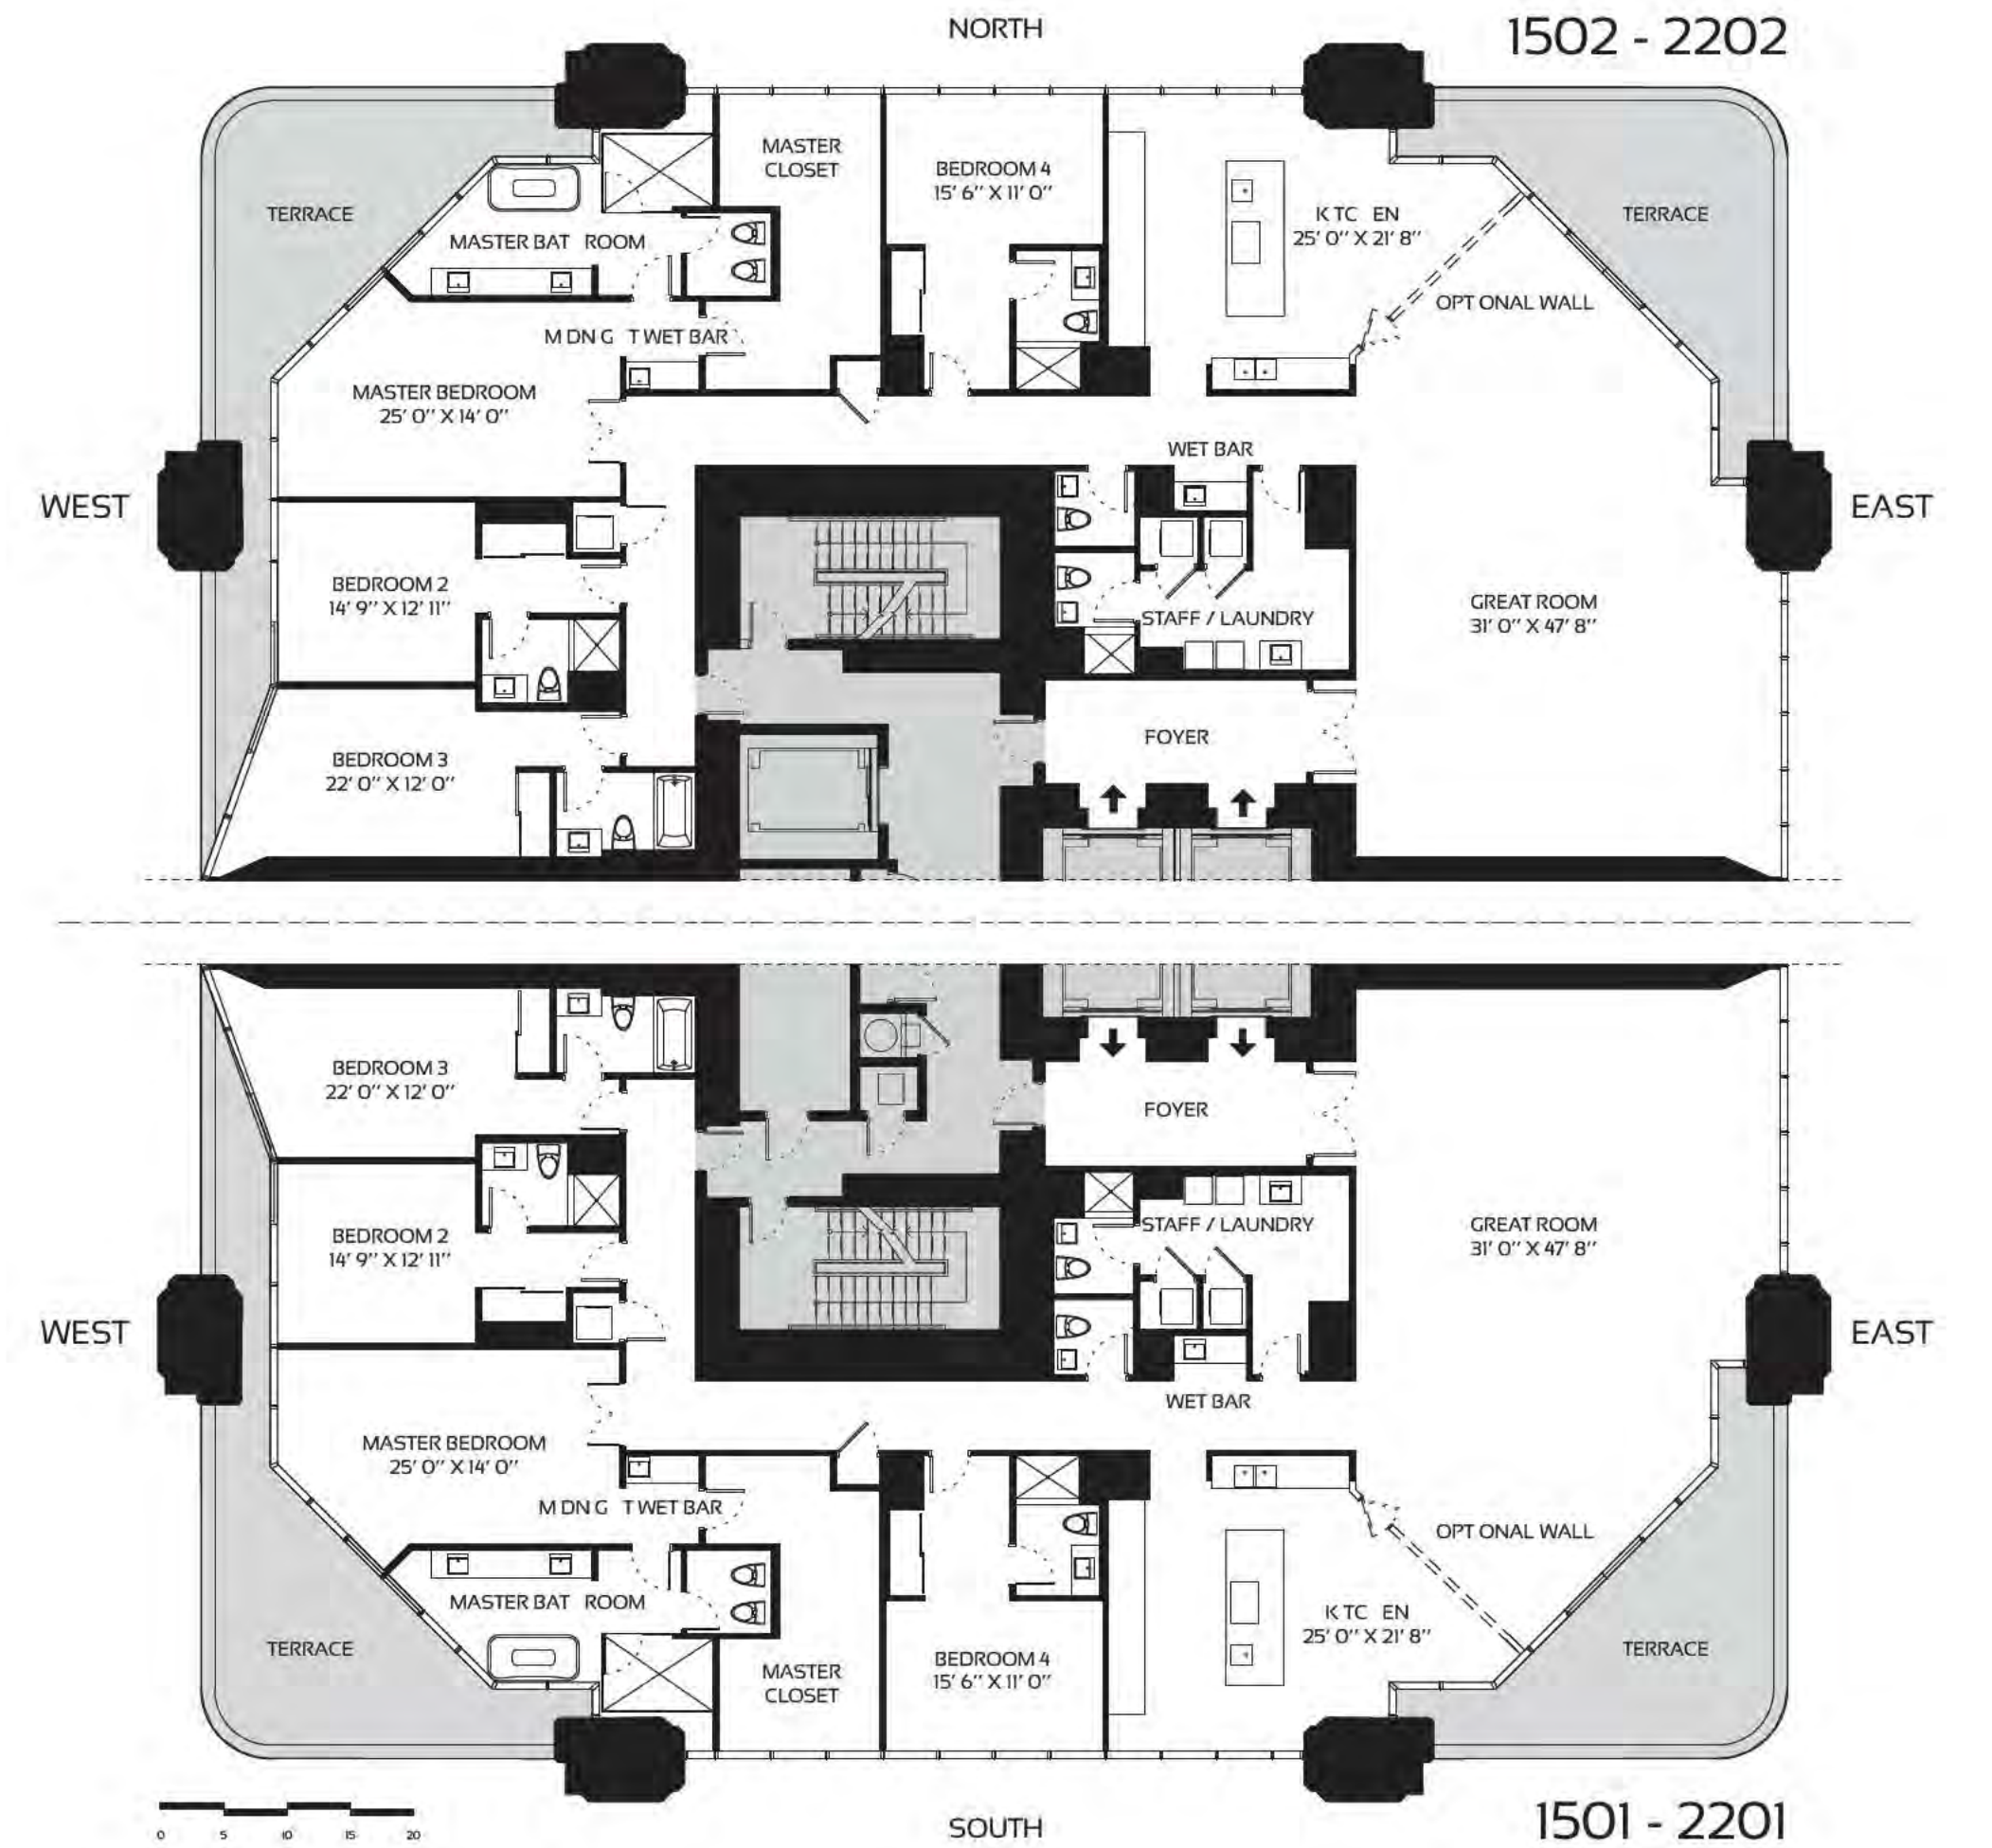 NORTH
1502 - 2202
MASTER
CLOSET
BEDROOM 4
15' 6'' X 11' 0''
TERRACE
K TC EN
25' 0'' X 21' 8''
TERRACE
MASTER BAT ROOM
OPT ONAL WALL
M DN G T WET BAR
MASTER BEDROOM
25' 0'' X 14' 0''
WET BAR
WEST
EAST
BEDROOM 2
14' 9'' X 12' 11''
STAFF / LAUNDRY
GREAT ROOM
31' 0'' X 47' 8''
FOYER
BEDROOM 3
22' 0'' X 12' 0''
BEDROOM 3
22' 0'' X 12' 0''
FOYER
STAFF / LAUNDRY
GREAT ROOM
31' 0'' X 47' 8''
BEDROOM 2
14' 9'' X 12' 11''
WEST
EAST
WET BAR
MASTER BEDROOM
25' 0'' X 14' 0''
M DN G T WET BAR
OPT ONAL WALL
MASTER BAT ROOM
K TC EN
25' 0'' X 21' 8''
TERRACE
TERRACE
BEDROOM 4
15' 6'' X 11' 0''
MASTER
CLOSET
0 5 10 15 20
SOUTH
1501 - 2201